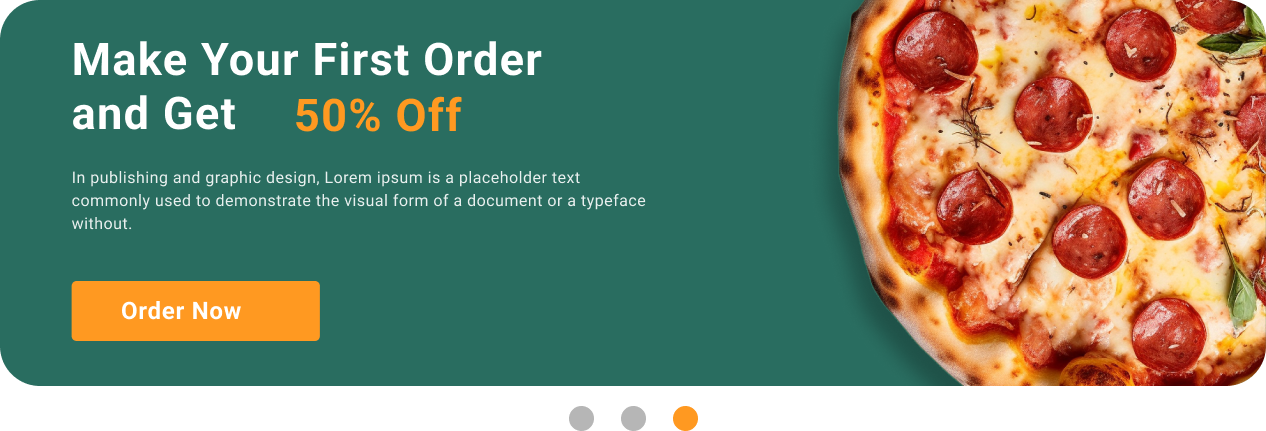 Make Your First Order
and Get 50% Off
In publishing and graphic design, Lorem ipsum is a placeholder text
commonly used to demonstrate the visual form of a document or a typeface
without.
Order Now